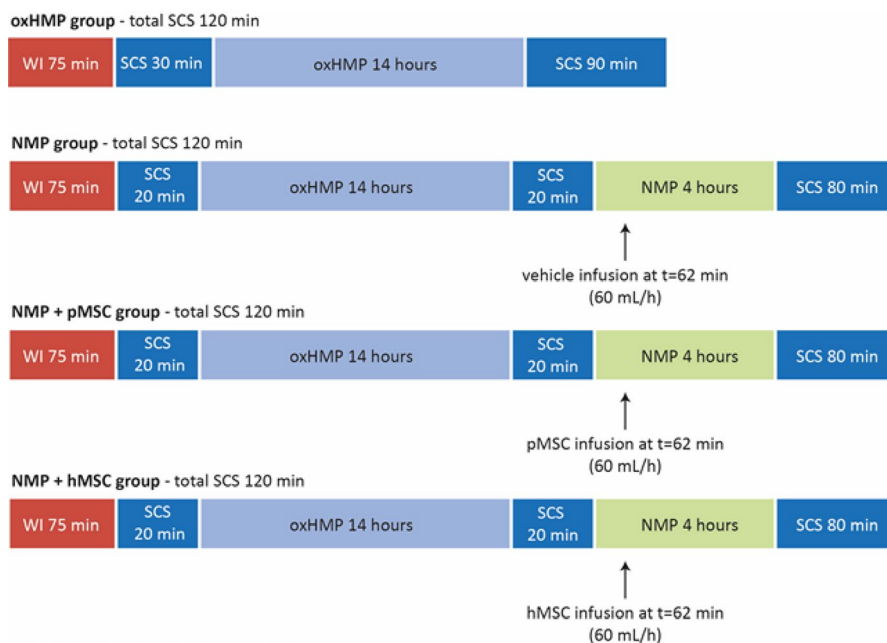 oxHMP group - total SCS 120 min
WI 75 min SCS 30 min oxHMP 14 hours SCS 90 min
NMP group - total SCS 120 min
WI 75 min SCS 20 min oxHMP 14 hours SCS 20 min NMP 4 hours SCS 80 min
vehicle infusion at t=62 min
(60 mL/h)
NMP + pMSC group - total SCS 120 min
WI 75 min SCS 20 min oxHMP 14 hours SCS 20 min NMP 4 hours SCS 80 min
pMSC infusion at t=62 min
(60 mL/h)
NMP + hMSC group - total SCS 120 min
WI 75 min SCS 20 min oxHMP 14 hours SCS 20 min NMP 4 hours SCS 80 min
hMSC infusion at t=62 min
(60 mL/h)